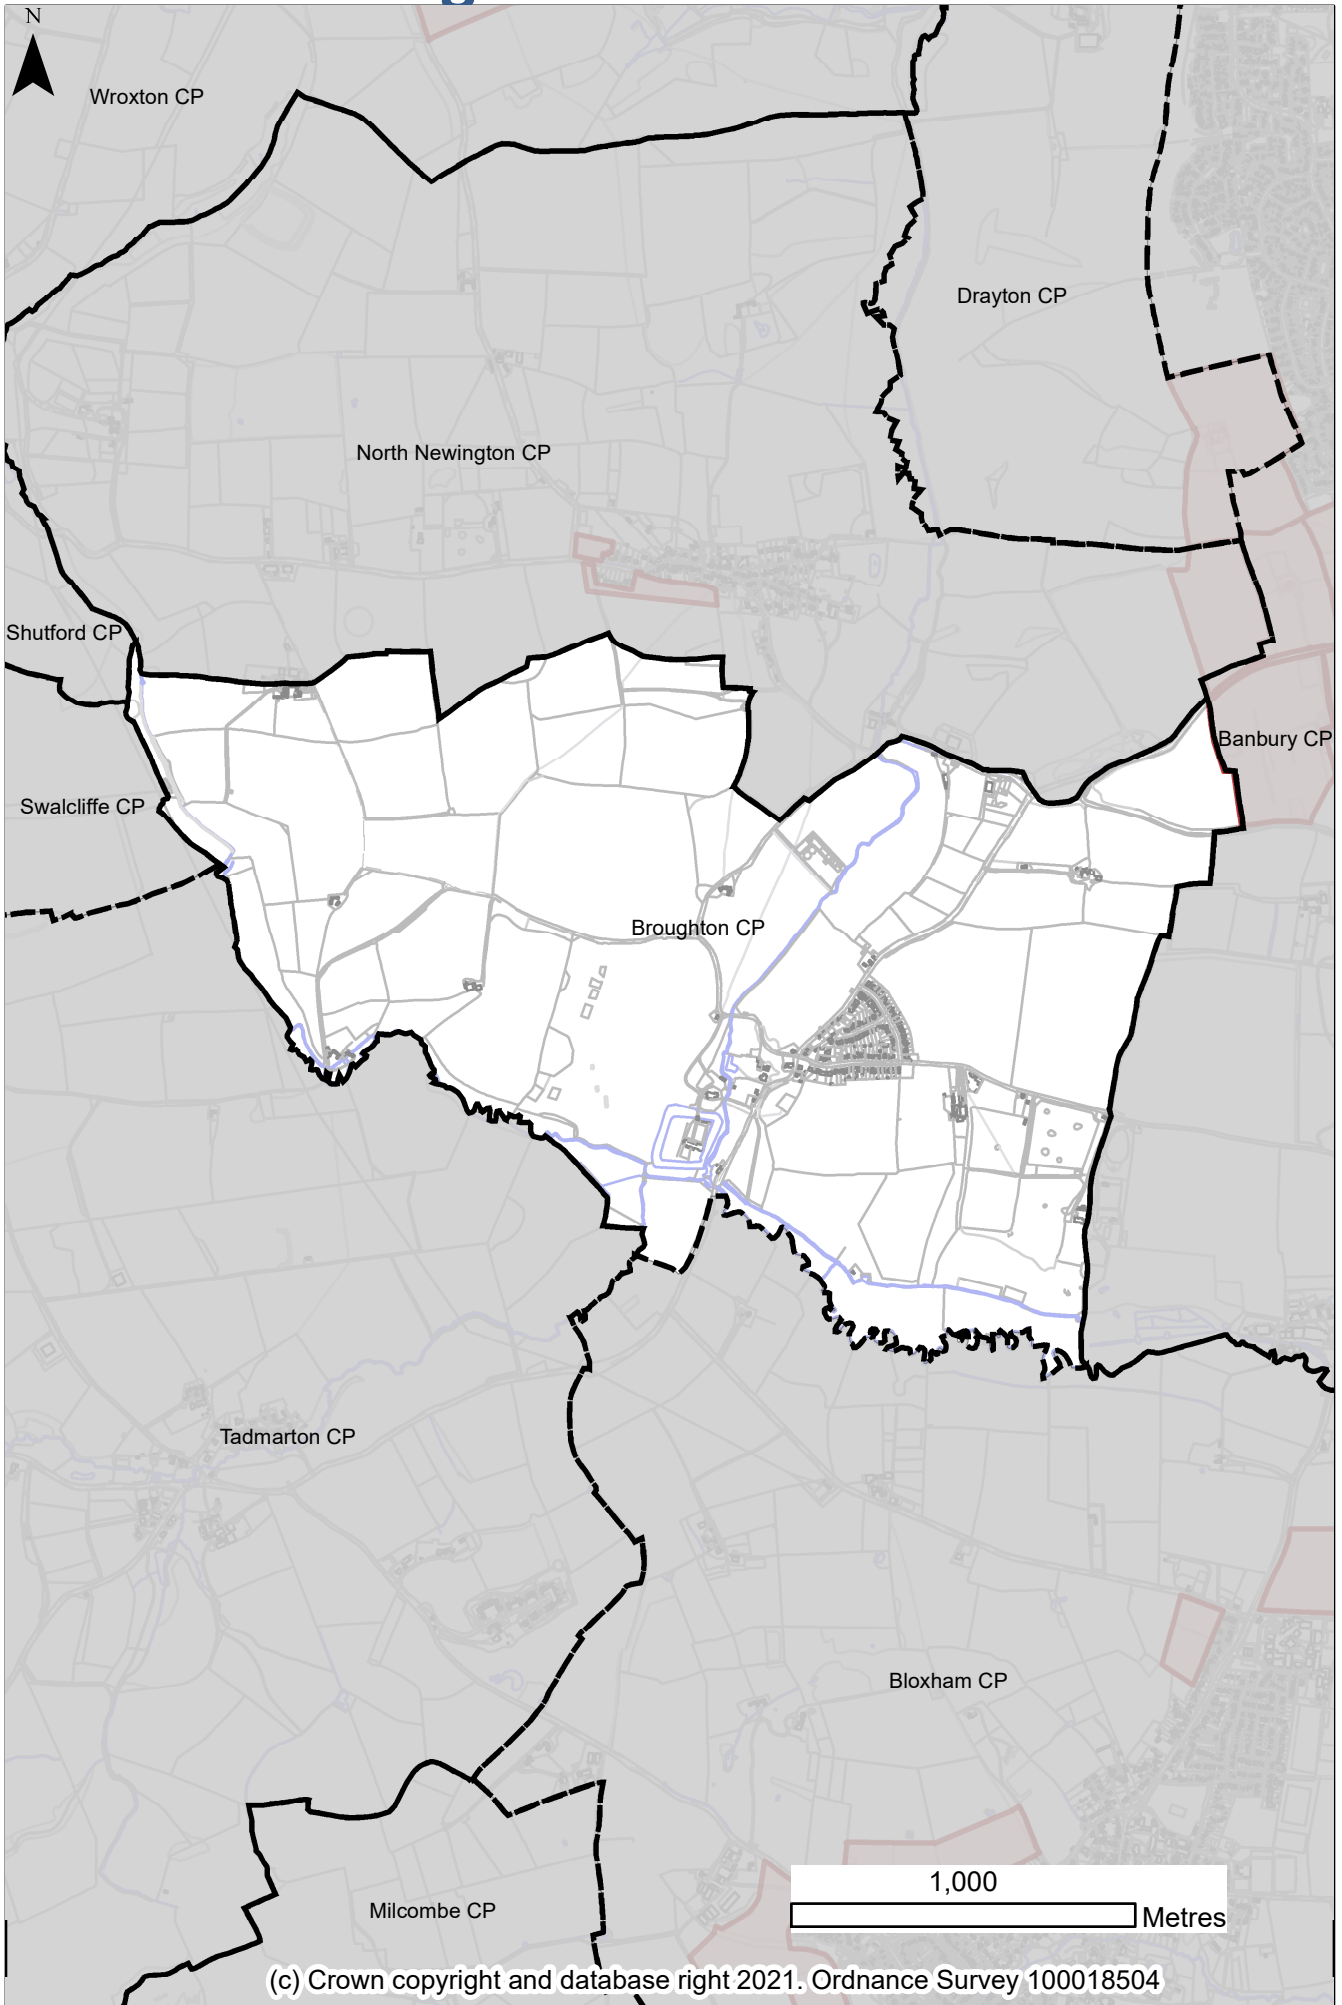 N
Wroxton CP
Drayton CP
North Newington CP
Shutford CP
Banbury CP
Swalcliffe CP
Broughton CP
Tadmarton CP
Bloxham CP
1,000
Milcombe CP
Metres
(c) Crown copyright and database right 2021. Ordnance Survey 100018504